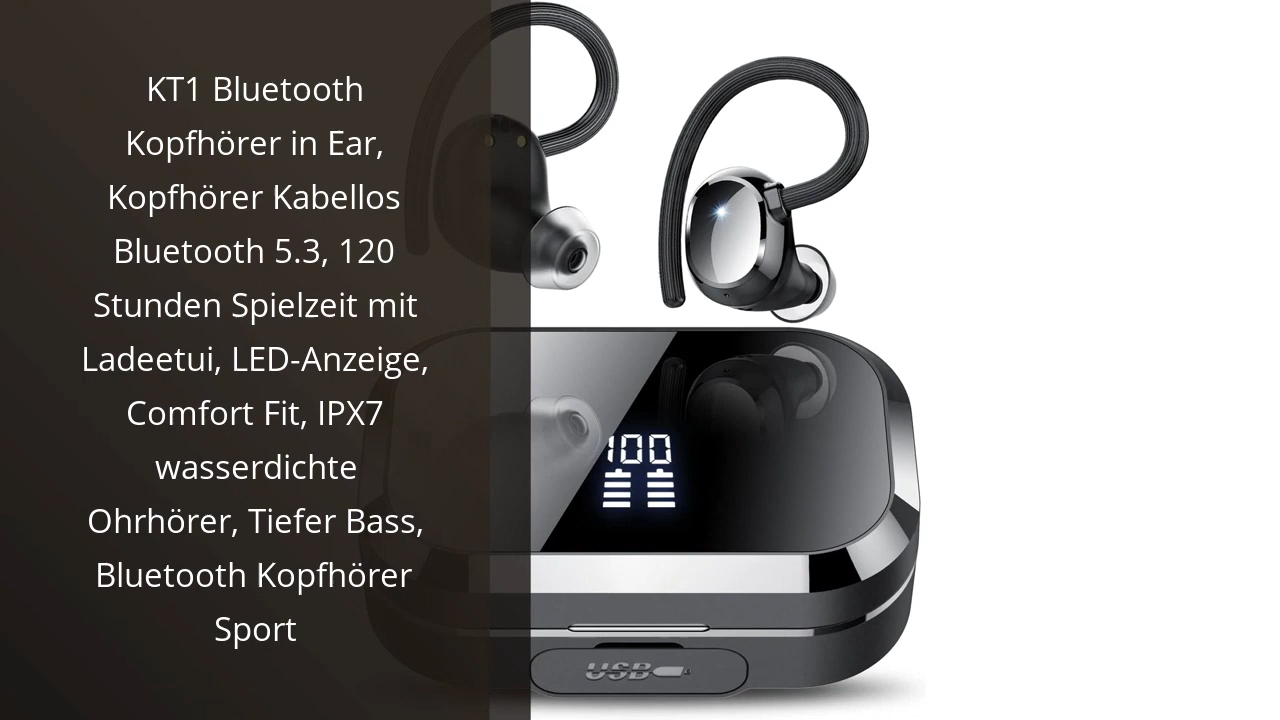 KT1 Bluetooth
Kopfhörer in Ear,
Kopfhörer Kabellos
Bluetooth 5.3, 120
Stunden Spielzeit mit
Ladeetui, LED-Anzeige,
Comfort Fit, IPX7
wasserdichte
Ohrhörer, Tiefer Bass,
Bluetooth Kopfhörer
Sport
100
USB